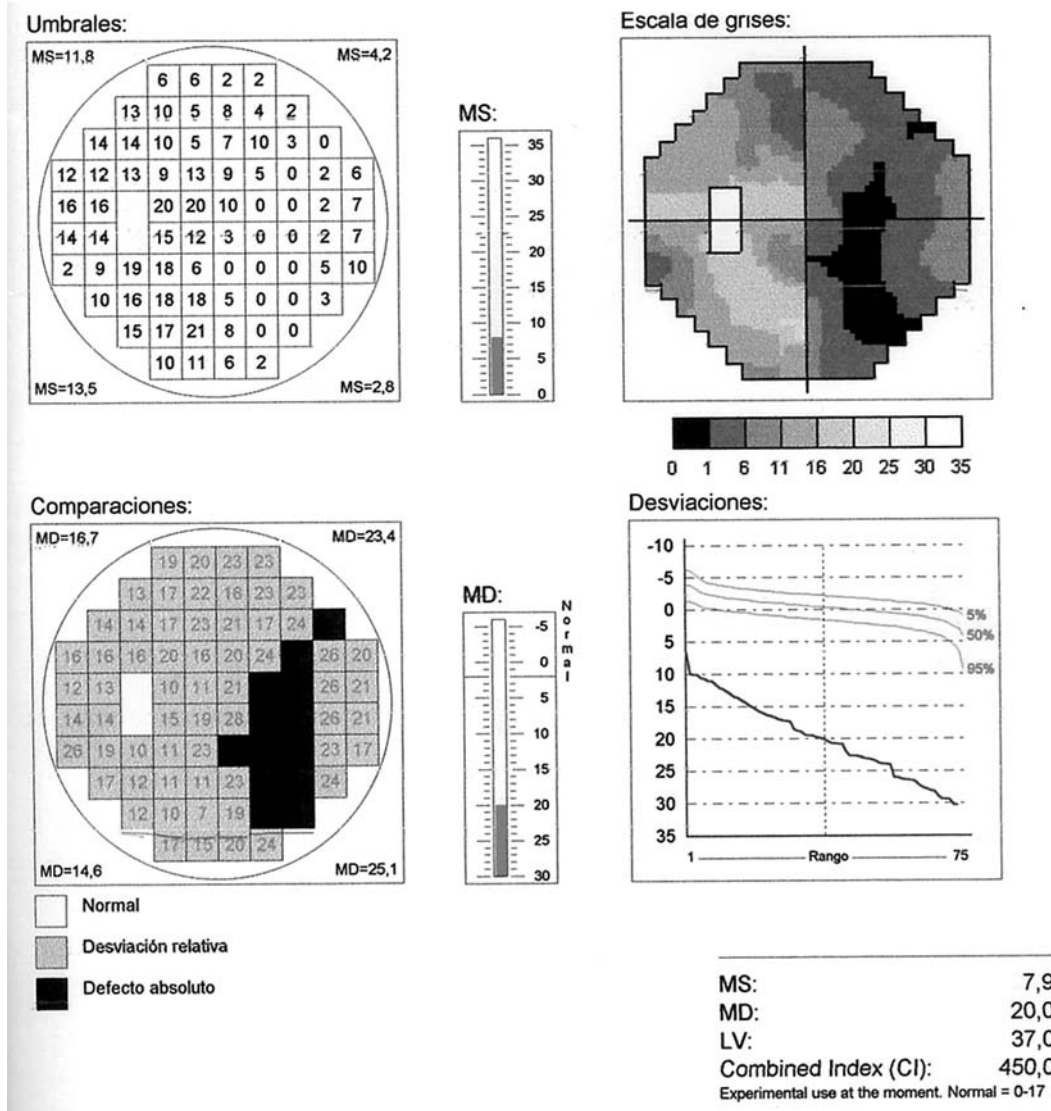 Umbrales:
MS=11,8 MS=4,2
6 6 2 2
13 10 5 8 4 2
14 14 10 5 7 10 3 0
12 12 13 9 13 9 5 0 2 6
16 16 20 20 10 0 0 2 7
14 14 15 12 3 0 0 2 7
2 9 19 18 6 0 0 0 5 10
10 16 18 18 5 0 0 3
15 17 21 8 0 0
10 11 6 2
MS=13,5 MS=2,8
MS:
35
30
25
20
15
10
5
0
Escala de grises:
0 1 6 11 16 20 25 30 35
Comparaciones:
MD=16,7 MD=23,4
19 20 23 23
13 17 22 18 23 23
14 14 17 23 21 17 24
16 16 16 20 16 20 24 26 20
12 13 10 11 21 26 21
14 14 15 19 28 26 21
26 19 10 11 23 23 17
17 12 11 11 23 24
12 10 7 19
17 15 20 24
MD=14,6 MD=25,1
Normal
Desviación relativa
Defecto absoluto
MD:
Normal
-5
0
5
10
15
20
25
30
Desviaciones:
-10
-5
0
5
10
15
20
25
30
35
5%
50%
95%
1 Rango 75
MS: 7,9
MD: 20,0
LV: 37,0
Combined Index (CI): 450,0
Experimental use at the moment. Normal = 0-17